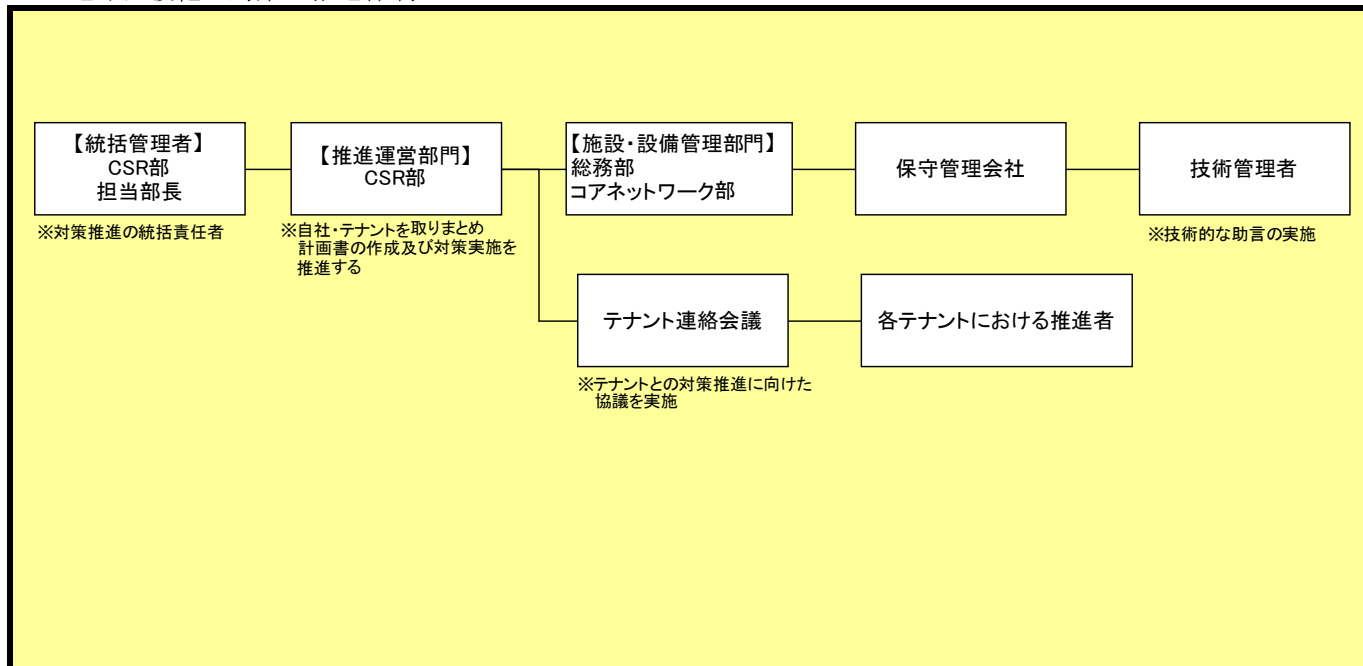 【統括管理者】
CSR部
担当部長
※対策推進の統括責任者
【推進運営部門】
CSR部
※自社・テナントを取りまとめ
計画書の作成及び対策実施を
推進する
【施設・設備管理部門】
総務部
コアネットワーク部
保守管理会社
技術管理者
※技術的な助言の実施
テナント連絡会議
※テナントとの対策推進に向けた
協議を実施
各テナントにおける推進者